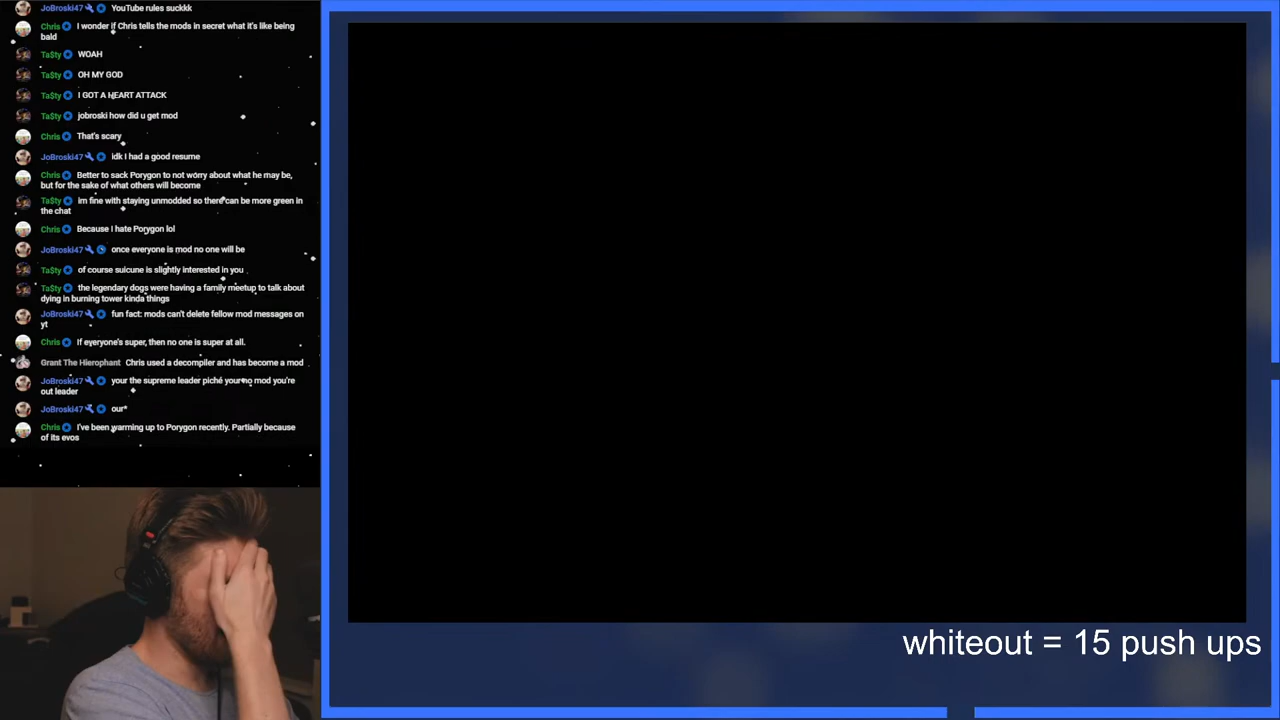 JoBroski47 YouTube rules suckkk
Chris I wonder if Chris tells the mods in secret what it's like being
bald
Ta$ty WOAH
Ta$ty OH MY GOD
Ta$ty I GOT A HEART ATTACK
Ta$ty jobroski how did u get mod
Chris That's scary
JoBroski47 idk I had a good resume
Chris Better to sack Porygon to not worry about what he may be,
but for the sake of what others will become
Ta$ty im fine with staying unmodded so there can be more green in
the chat
Chris Because I hate Porygon lol
JoBroski47 once everyone is mod no one will be
Ta$ty of course suicune is slightly interested in you
Ta$ty the legendary dogs were having a family meetup to talk about
dying in burning tower kinda things
JoBroski47 fun fact: mods can't delete fellow mod messages on
yt
Chris If everyone's super, then no one is super at all.
Grant The Hierophant Chris used a decompiler and has become a mod
JoBroski47 your the supreme leader piché your no mod you're
out leader
JoBroski47 our*
Chris I've been warming up to Porygon recently. Partially because
of its evos
whiteout = 15 push ups